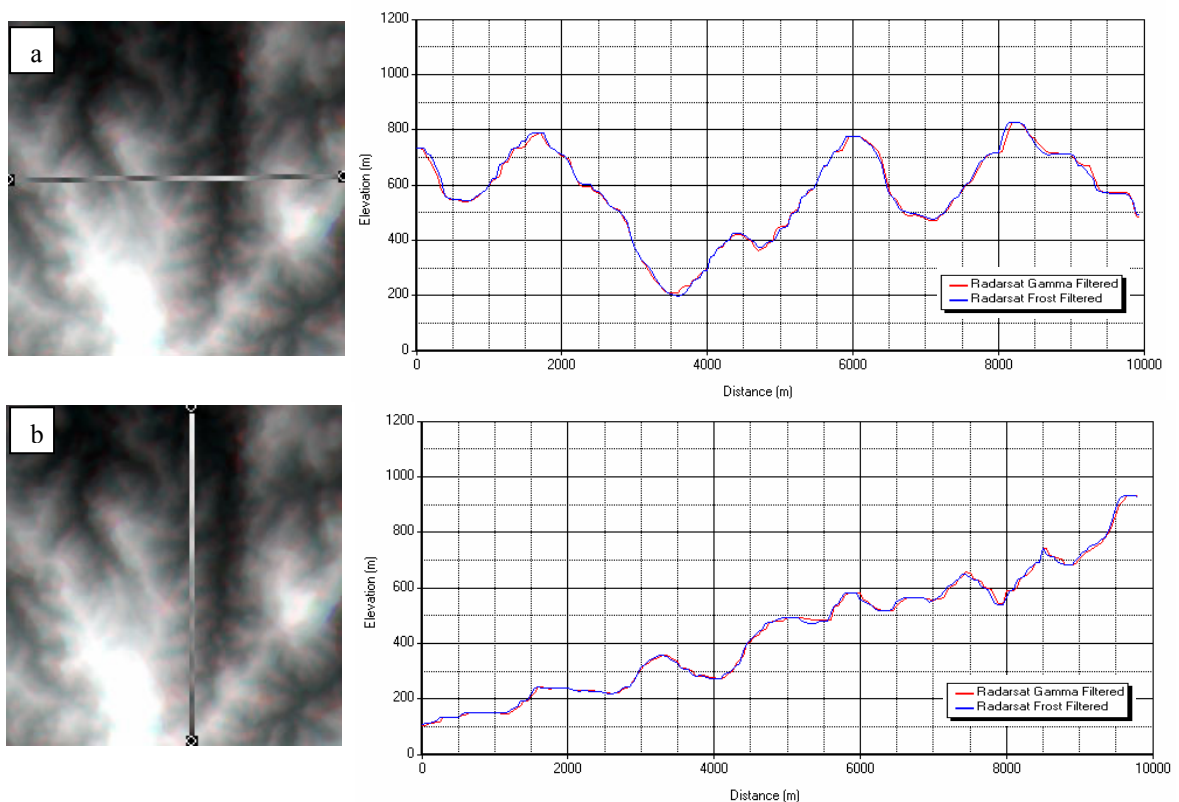 a
1200
1000
800
600
400
200
0
Elevation (m)
Radarsat Gamma Filtered
Radarsat Frost Filtered
0 2000 4000 6000 8000 10000
Distance (m)
b
1200
1000
800
600
400
200
0
Elevation (m)
Radarsat Gamma Filtered
Radarsat Frost Filtered
0 2000 4000 6000 8000 10000
Distance (m)